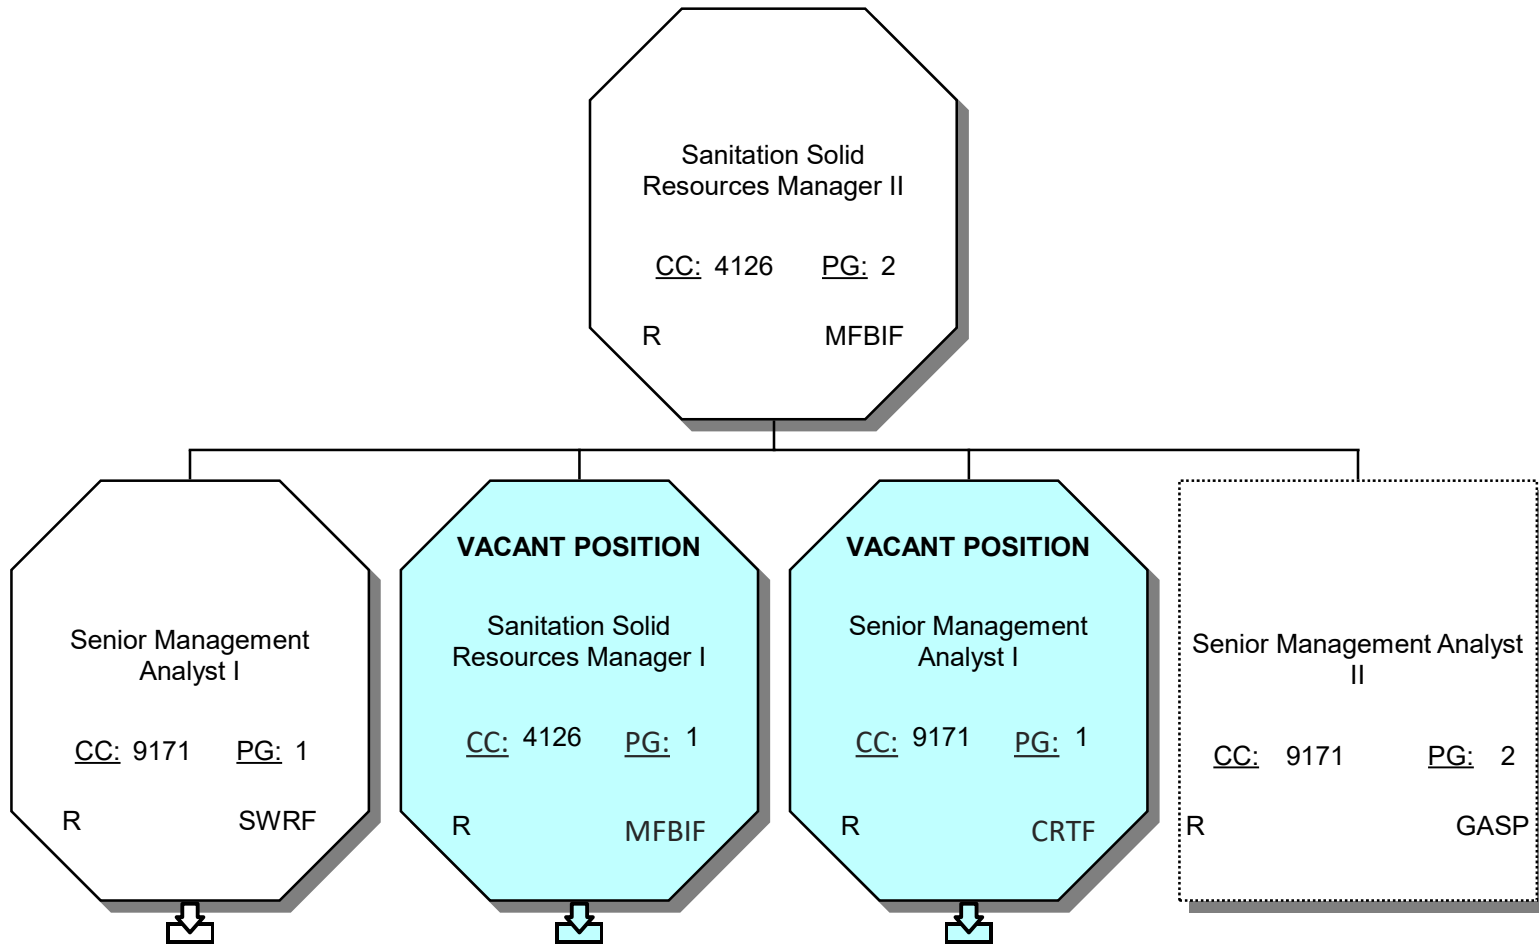 Sanitation Solid
Resources Manager II
CC: 4126 PG: 2
R MFBIF
Senior Management
Analyst I
CC: 9171 PG: 1
R SWRF
VACANT POSITION
Sanitation Solid
Resources Manager I
CC: 4126 PG: 1
R MFBIF
VACANT POSITION
Senior Management
Analyst I
CC: 9171 PG: 1
R CRTF
Senior Management Analyst
II
CC: 9171 PG: 2
R GASP